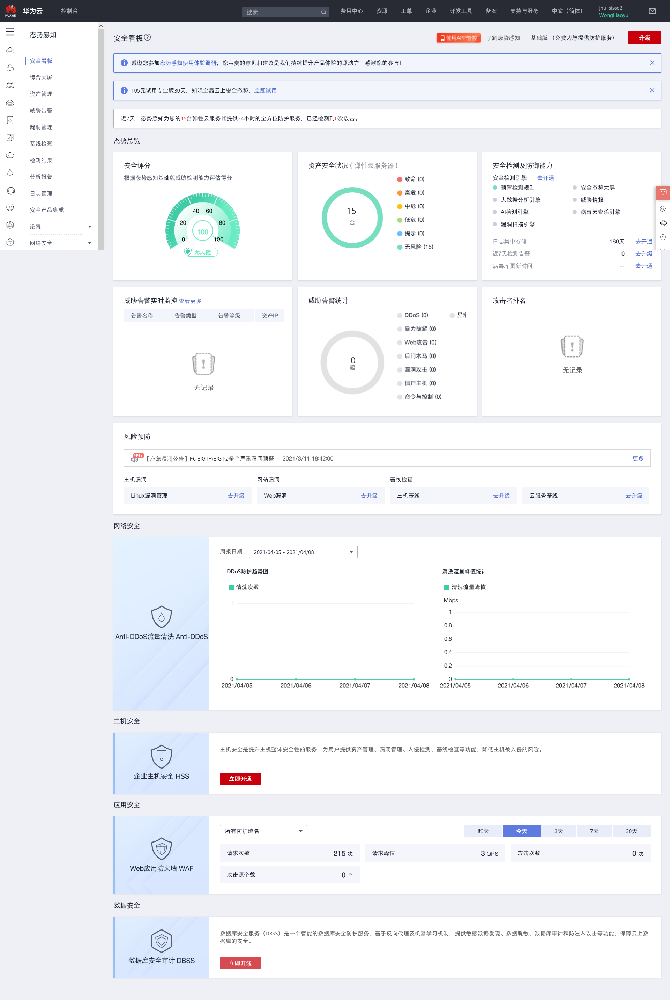 HUAWEI
华为云
控制台
搜索
费用中心
资源
工单
企业
开发工具
备案
支持与服务
中文（简体）
jnu_sisse2
WongHaoyu
态势感知
安全看板
综合大屏
资产管理
威胁告警
漏洞管理
基线检查
检测结果
分析报告
日志管理
安全产品集成
设置
网络安全
安全看板
使用APP管控
了解态势感知 | 基础版 （免费为您提供防护服务）
升级
诚邀您参加态势感知使用体验调研，您宝贵的意见和建议是我们持续提升产品体验的源动力，感谢您的参与!
105元试用专业版30天，知晓全局云上安全态势，立即试用!
近7天，态势感知为您的15台弹性云服务器提供24小时的全方位防护服务，已经检测到0次攻击。
态势总览
安全评分
根据态势感知基础版威胁检测能力评估得分
0
20
40
60
80
100
100
无风险
资产安全状况 ( 弹性云服务器 )
15
台
致命 (0)
高危 (0)
中危 (0)
低危 (0)
提示 (0)
无风险 (15)
安全检测及防御能力
安全检测引擎 去开通
预置检测规则 安全态势大屏
大数据分析引擎 威胁情报
AI检测引擎 病毒云查杀引擎
漏洞扫描引擎
日志集中存储 180天 去开通
近7天检测告警 0 去升级
病毒库更新时间 -- 去开通
威胁告警实时监控 查看更多
告警名称 告警类型 告警等级 资产IP
无记录
威胁告警统计
0
起
DDoS (0) 异常
暴力破解 (0)
Web攻击 (0)
后门木马 (0)
漏洞攻击 (0)
僵尸主机 (0)
命令与控制 (0)
攻击者排名
无记录
风险预防
99+
【应急漏洞公告】F5 BIG-IP/BIG-IQ多个严重漏洞预警 | 2021/3/11 18:42:00 更多
主机漏洞 网站漏洞 基线检查
Linux漏洞管理 去升级
Web漏洞 去升级
主机基线 去升级
云服务基线 去升级
网络安全
Anti-DDoS流量清洗 Anti-DDoS
周报日期 2021/04/05 - 2021/04/08
DDoS防护趋势图
清洗次数
1
0
2021/04/05 2021/04/06 2021/04/07 2021/04/08
清洗流量峰值统计
清洗流量峰值
Mbps
1
0.8
0.6
0.4
0.2
0
2021/04/05 2021/04/06 2021/04/07 2021/04/08
主机安全
企业主机安全 HSS
主机安全是提升主机整体安全性的服务，为用户提供资产管理、漏洞管理、入侵检测、基线检查等功能，降低主机被入侵的风险。
立即开通
应用安全
Web应用防火墙 WAF
所有防护域名
昨天 今天 3天 7天 30天
请求次数 215 次
请求峰值 3 QPS
攻击次数 0 次
攻击源个数 0 个
数据安全
数据库安全审计 DBSS
数据库安全服务（DBSS）是一个智能的数据库安全防护服务，基于反向代理及机器学习机制，提供敏感数据发现、数据脱敏、数据库审计和防注入攻击等功能，保障云上数
据库的安全。
立即开通